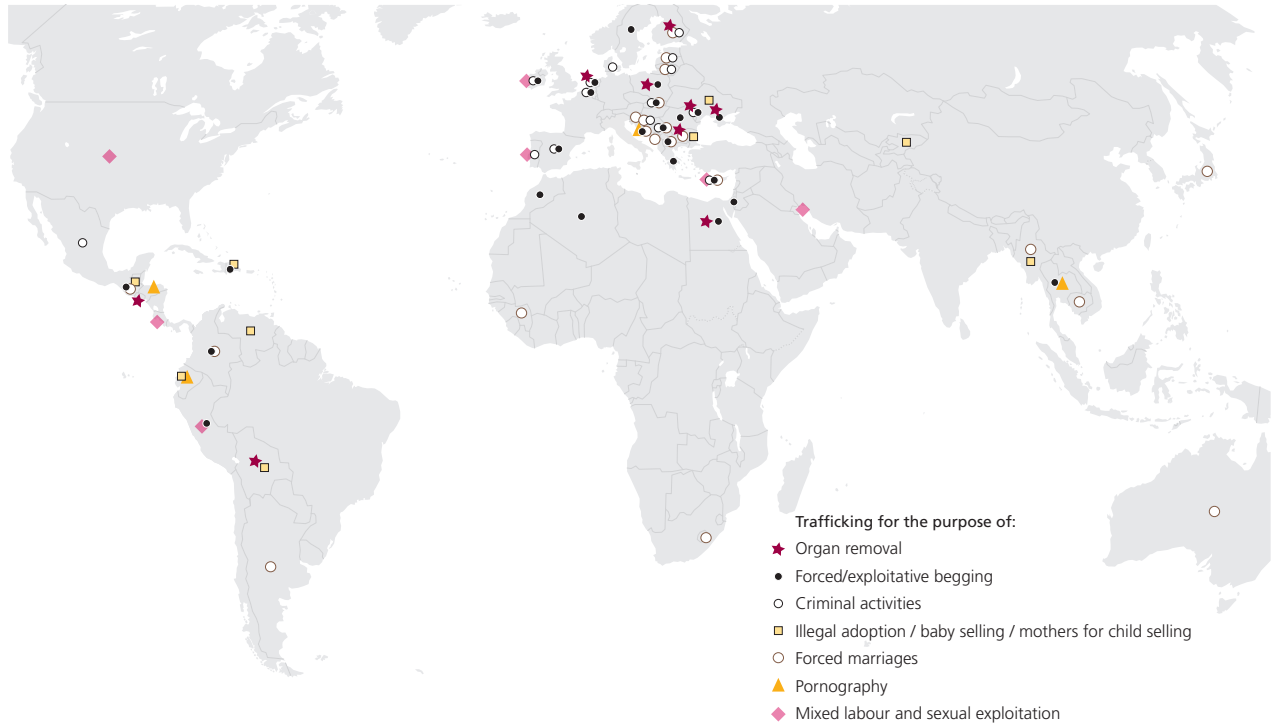 Trafficking for the purpose of:
Organ removal
Forced/exploitative begging
Criminal activities
Illegal adoption / baby selling / mothers for child selling
Forced marriages
Pornography
Mixed labour and sexual exploitation